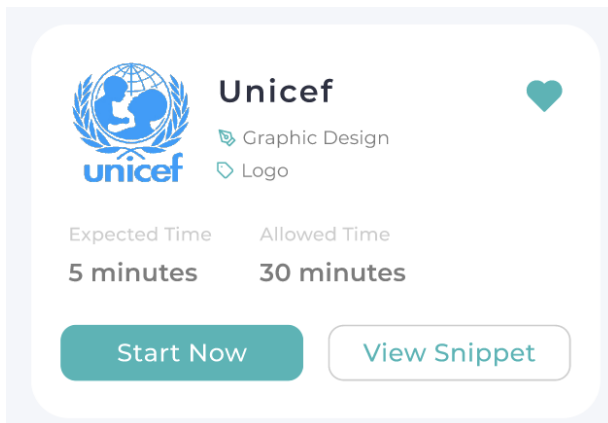 Unicef
Graphic Design
Logo
unicef
Expected Time
Allowed Time
5 minutes
30 minutes
Start Now
View Snippet